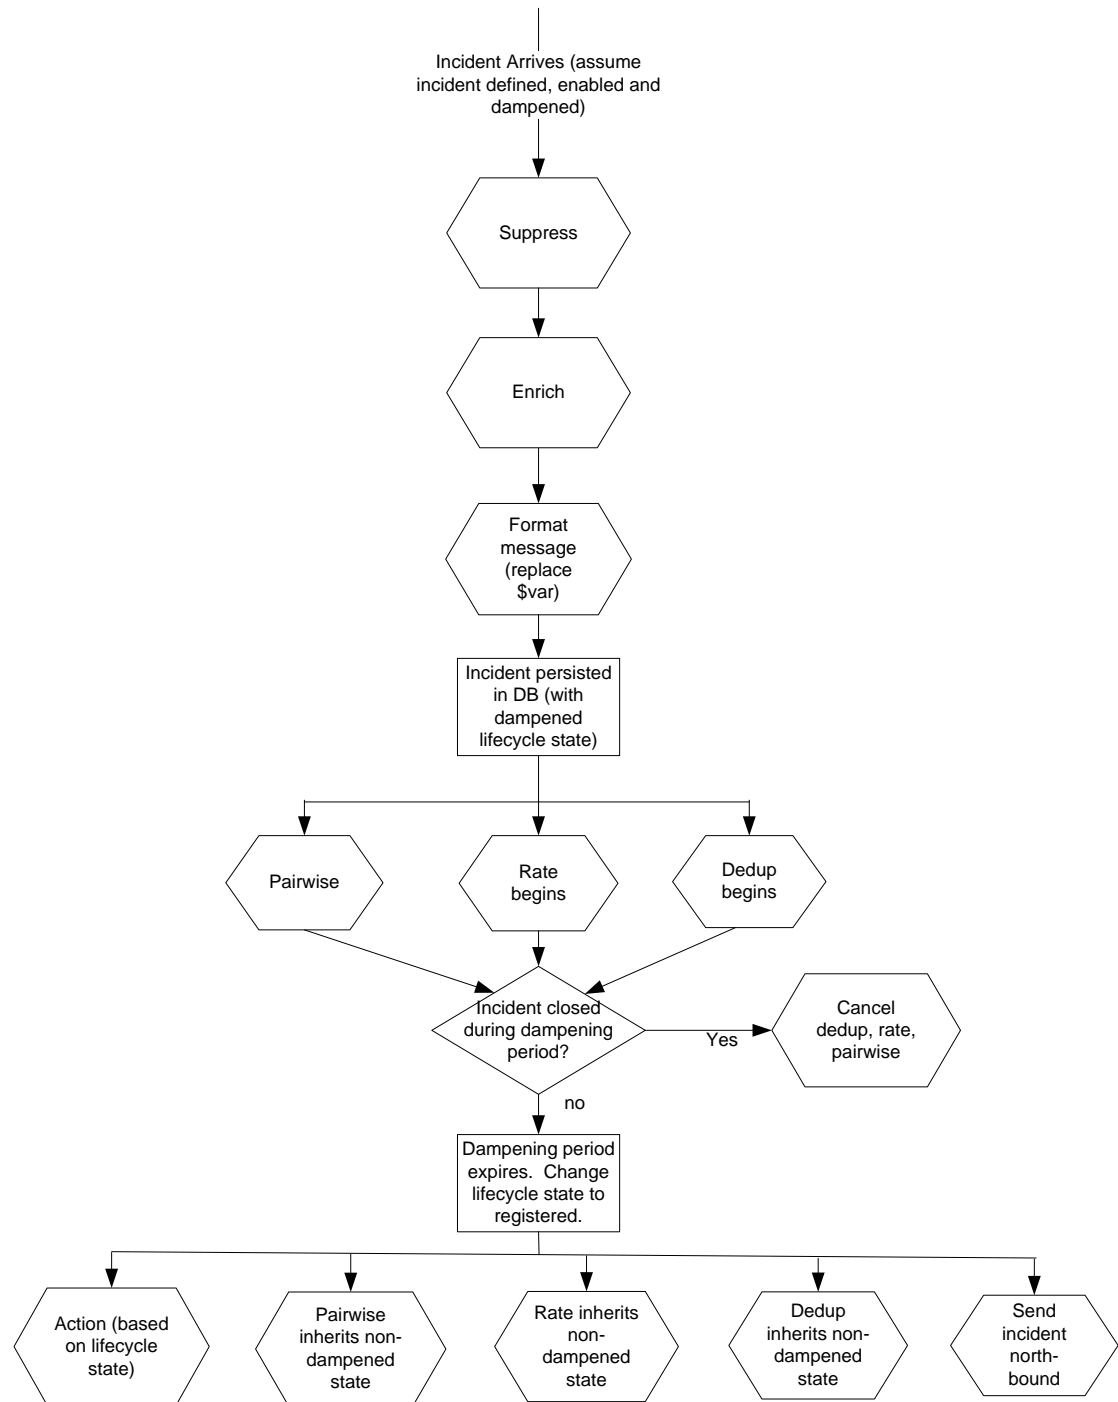 Incident Arrives (assume
incident defined, enabled and
dampened)
Suppress
Enrich
Format
message
(replace
$var)
Incident persisted
in DB (with
dampened
lifecycle state)
Pairwise
Rate
begins
Dedup
begins
Incident closed
during dampening
period?
Yes
Cancel
dedup, rate,
pairwise
no
Dampening period
expires.  Change
lifecycle state to
registered.
Action (based
on lifecycle
state)
Pairwise
inherits non-
dampened
state
Rate inherits
non-
dampened
state
Dedup
inherits non-
dampened
state
Send
incident
north-
bound